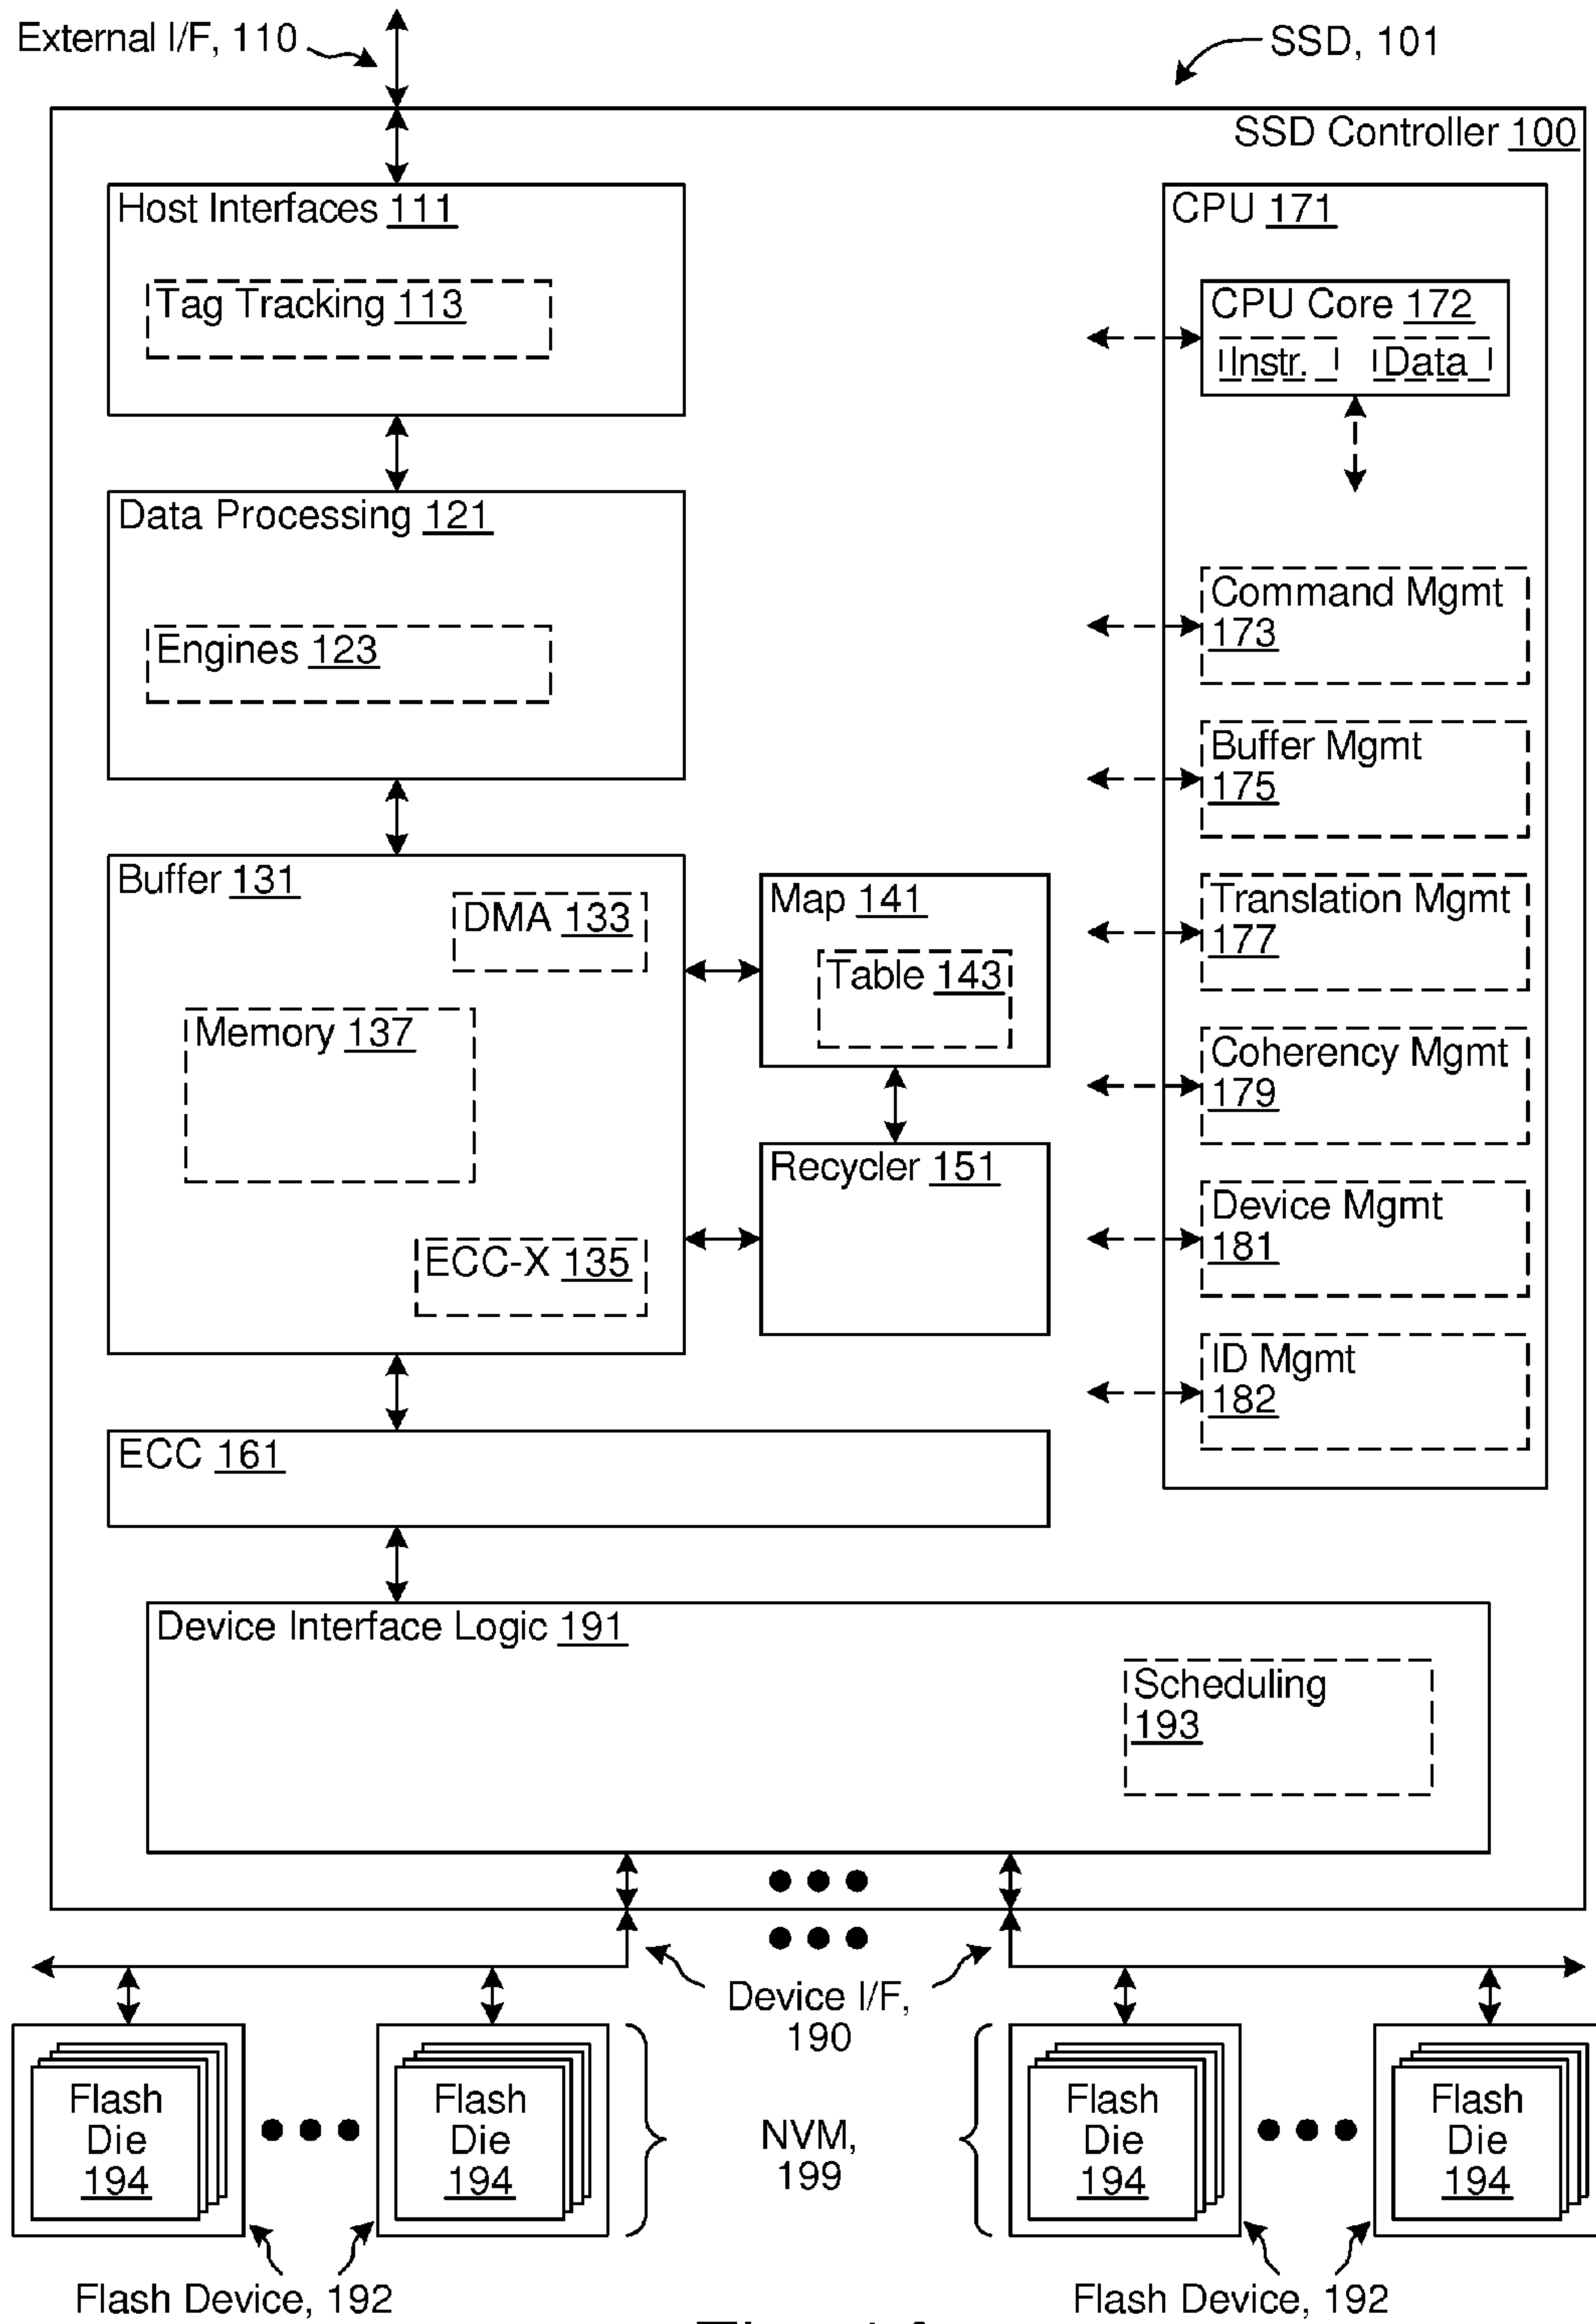 External I/F, 110
SSD, 101
SSD Controller 100
Host Interfaces 111
Tag Tracking 113
CPU 171
CPU Core 172
Instr.
Data
Data Processing 121
Engines 123
Command Mgmt
173
Buffer Mgmt
175
Buffer 131
DMA 133
Memory 137
ECC-X 135
Map 141
Table 143
Recycler 151
Translation Mgmt
177
Coherency Mgmt
179
Device Mgmt
181
ID Mgmt
182
ECC 161
Device Interface Logic 191
Scheduling
193
Device I/F,
190
Flash
Die
194
Flash
Die
194
NVM,
199
Flash
Die
194
Flash
Die
194
Flash Device, 192
Flash Device, 192